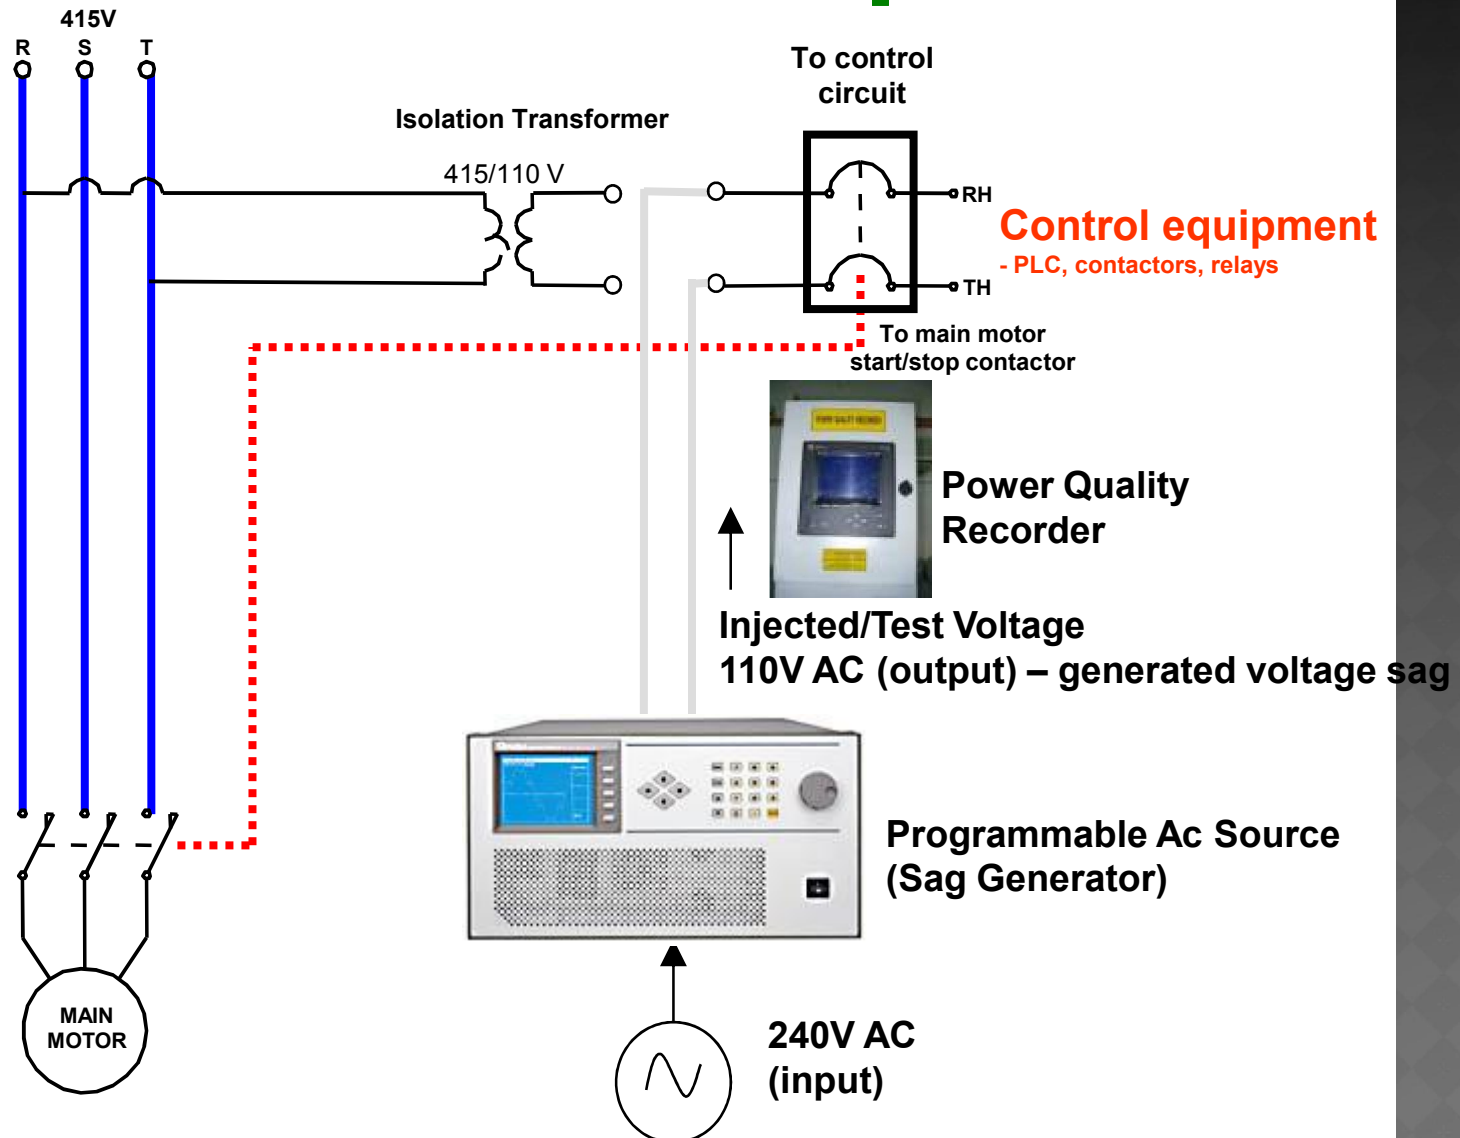 415V
R S T
To control
circuit
Isolation Transformer
415/110 V
RH
Control equipment
- PLC, contactors, relays
TH
To main motor
start/stop contactor
Power Quality
Recorder
Injected/Test Voltage
110V AC (output) – generated voltage sag
Programmable Ac Source
(Sag Generator)
MAIN
MOTOR
240V AC
(input)